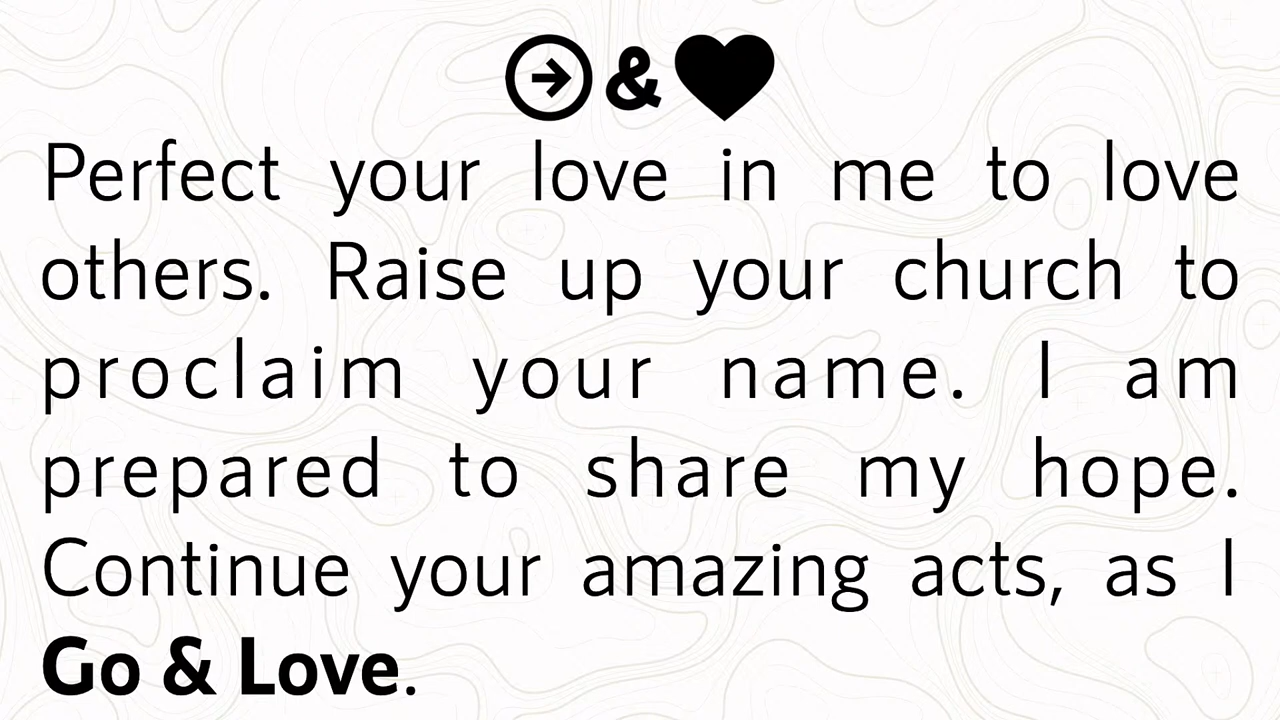 &
Perfect your love in me to love
others. Raise up your church to
proclaim your name. I am
prepared to share my hope.
Continue your amazing acts, as I
Go & Love.